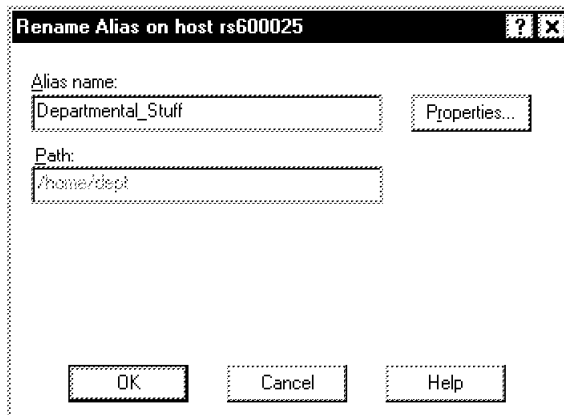 Rename Alias on host rs600025
? x
Alias name:
Departmental_Stuff
Properties...
Path:
/home/dept
OK Cancel Help